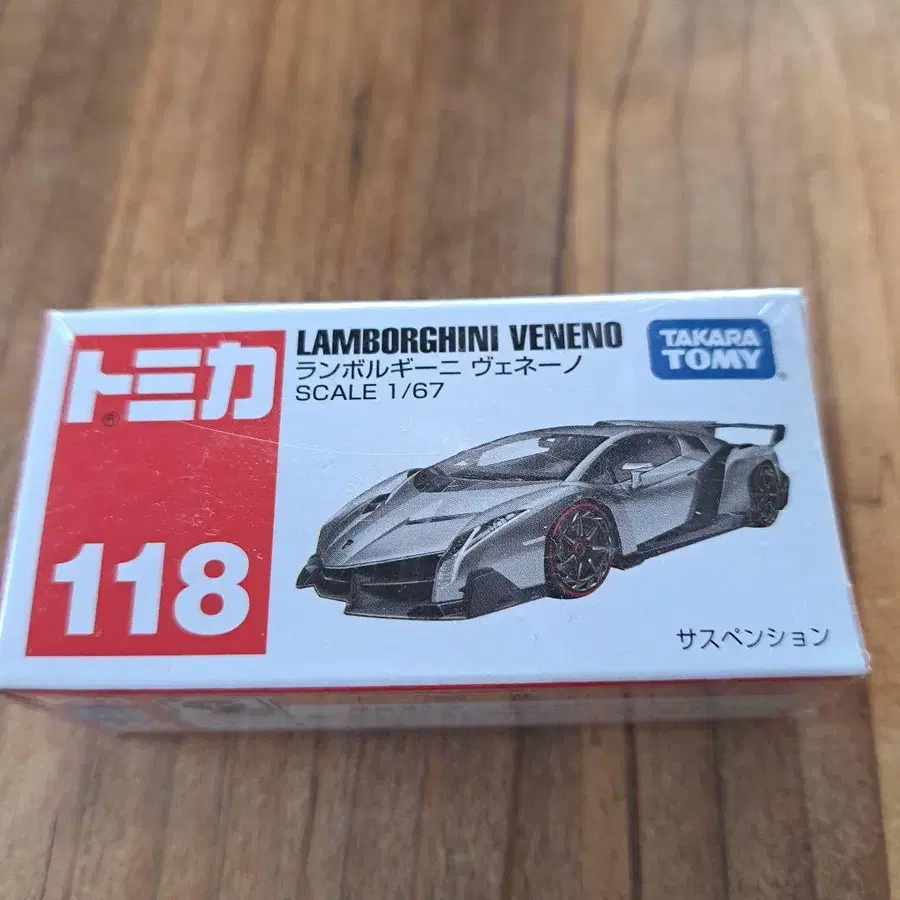 トミカ
®
118
LAMBORGHINI VENENO
ランボルギーニ ヴェネーノ
SCALE 1/67
TAKARA
TOMY
®
サスペンション